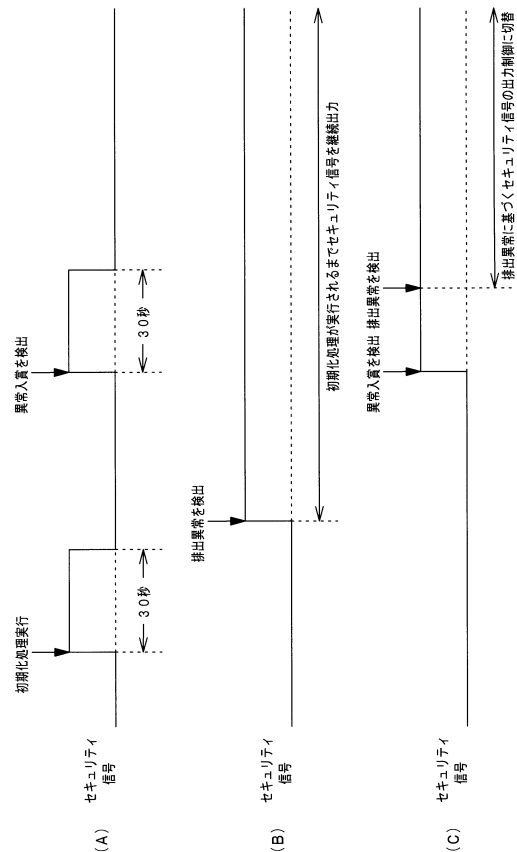 (A)
セキュリティ
信号
初期化処理実行
30秒
異常入賞を検出
30秒
(B)
セキュリティ
信号
排出異常を検出
初期化処理が実行されるまでセキュリティ信号を継続出力
(C)
セキュリティ
信号
異常入賞を検出
排出異常を検出
排出異常に基づくセキュリティ信号の出力制御に切替